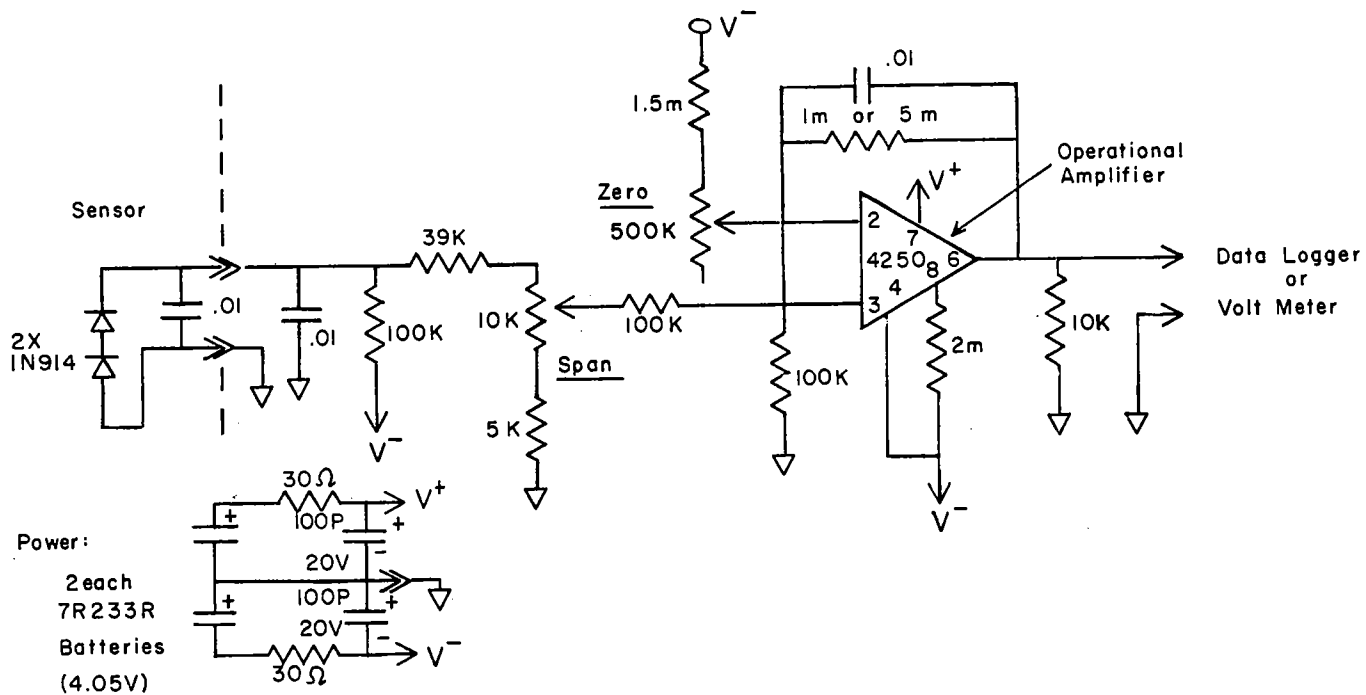 V⁻
.01
1.5m
1m or 5m
Operational
Amplifier
V⁺
Sensor
Zero
500K
2
7
4250
6
8
4
3
39K
Data Logger
or
Volt Meter
.01
.01
100K
10K
100K
2X
1N914
Span
2m
10K
100K
5K
V⁻
V⁻
30Ω
V⁺
100P
+
+
-
20V
Power:
2each
7R233R
Batteries
(4.05V)
100P
+
+
20V
-
V⁻
30Ω